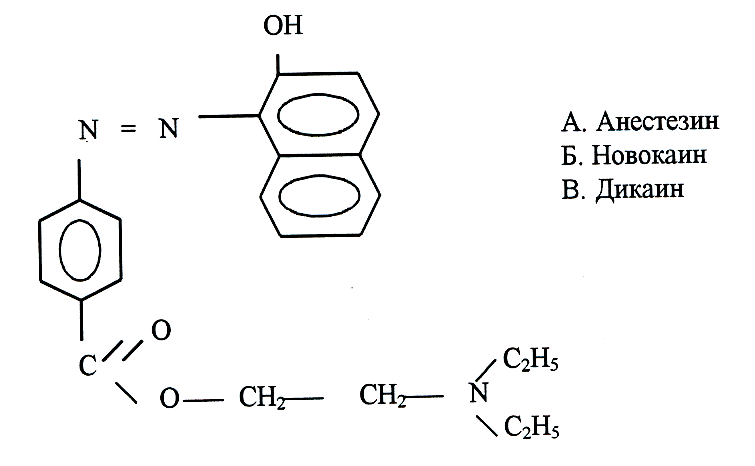 OH
N = N
А. Анестезин
Б. Новокаин
В. Дикаин
O
C
C₂H₅
O — CH₂ — CH₂ — N
C₂H₅